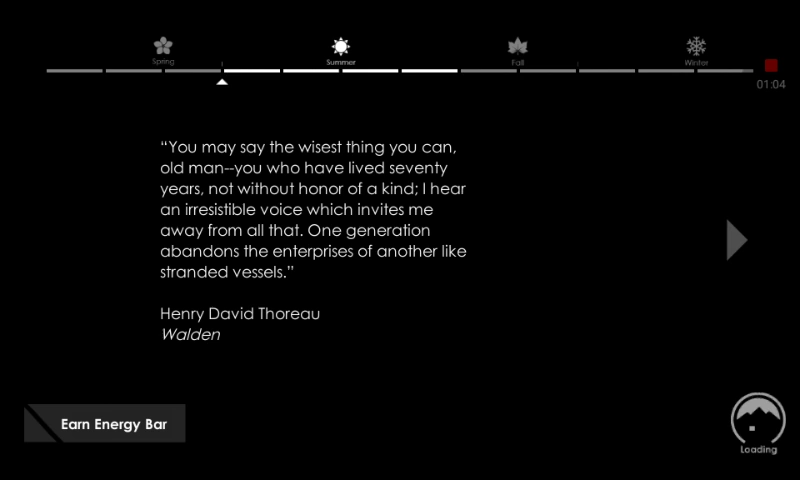 Spring
Summer
Fall
Winter
01:04
“You may say the wisest thing you can,
old man--you who have lived seventy
years, not without honor of a kind; I hear
an irresistible voice which invites me
away from all that. One generation
abandons the enterprises of another like
stranded vessels.”
Henry David Thoreau
Walden
Earn Energy Bar
Loading